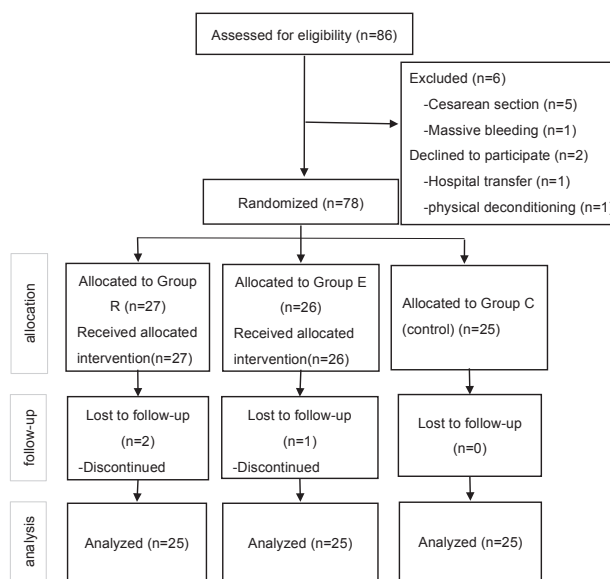 Assessed for eligibility (n=86)
Excluded (n=6)
-Cesarean section (n=5)
-Massive bleeding (n=1)
Declined to participate (n=2)
-Hospital transfer (n=1)
-physical deconditioning (n=1)
Randomized (n=78)
allocation
Allocated to Group
R (n=27)
Received allocated
intervention(n=27)
Allocated to Group E
(n=26)
Received allocated
intervention(n=26)
Allocated to Group C
(control) (n=25)
follow-up
Lost to follow-up
(n=2)
-Discontinued
Lost to follow-up
(n=1)
-Discontinued
Lost to follow-up
(n=0)
analysis
Analyzed (n=25)
Analyzed (n=25)
Analyzed (n=25)